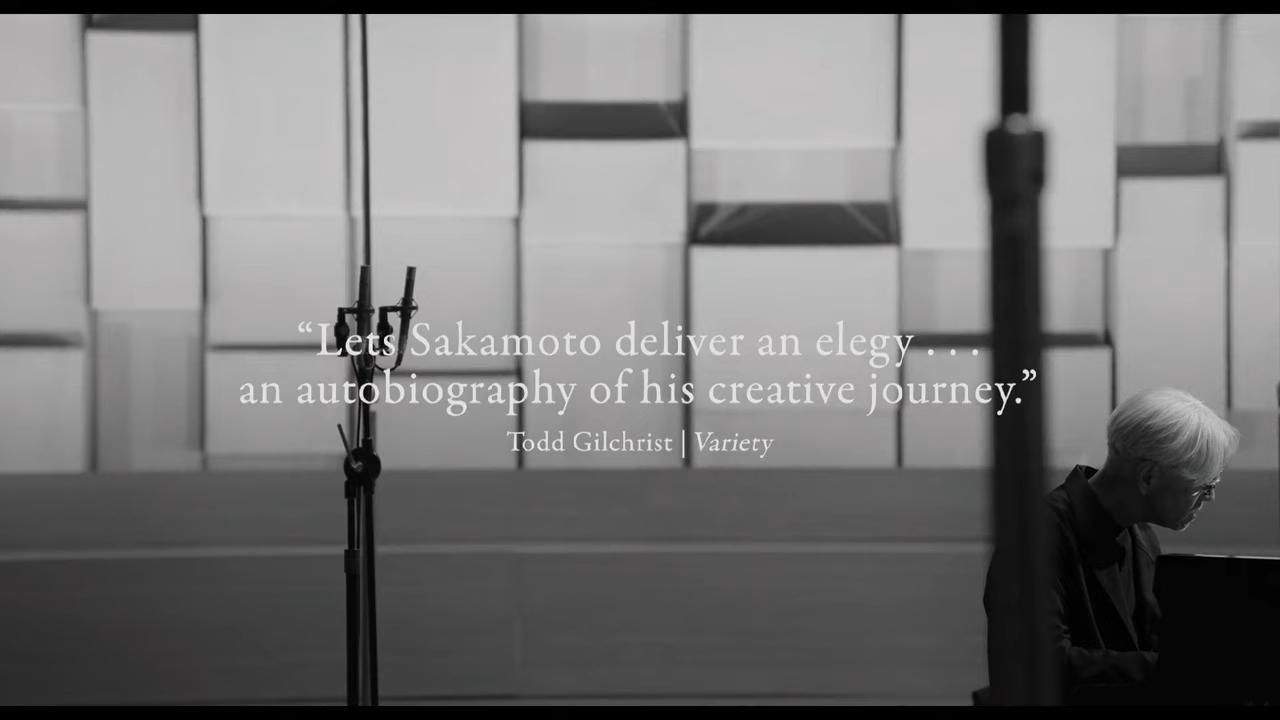 “Lets Sakamoto deliver an elegy . . .
an autobiography of his creative journey.”
Todd Gilchrist | Variety